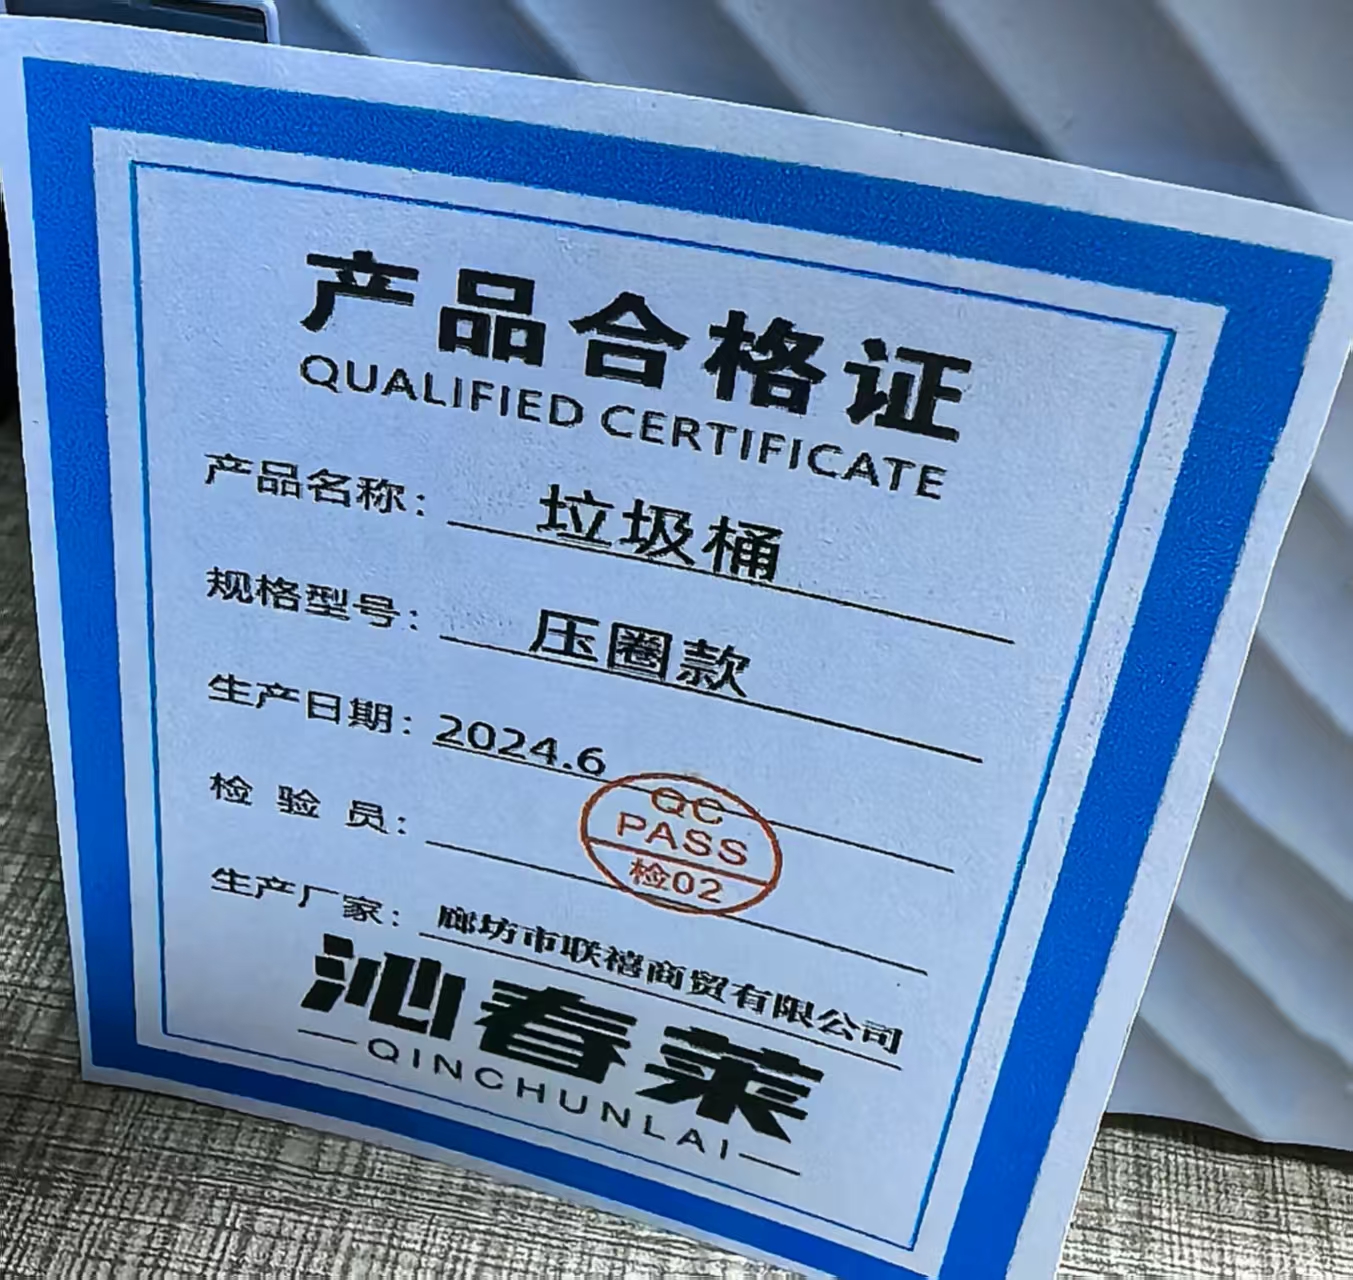 产品合格证
QUALIFIED CERTIFICATE
产品名称： 垃圾桶
规格型号： 压圈款
生产日期：2024.6
检 验 员：
QC
PASS
检02
生产厂家： 廊坊市联禧商贸有限公司
沁春莱
QINCHUNLAI